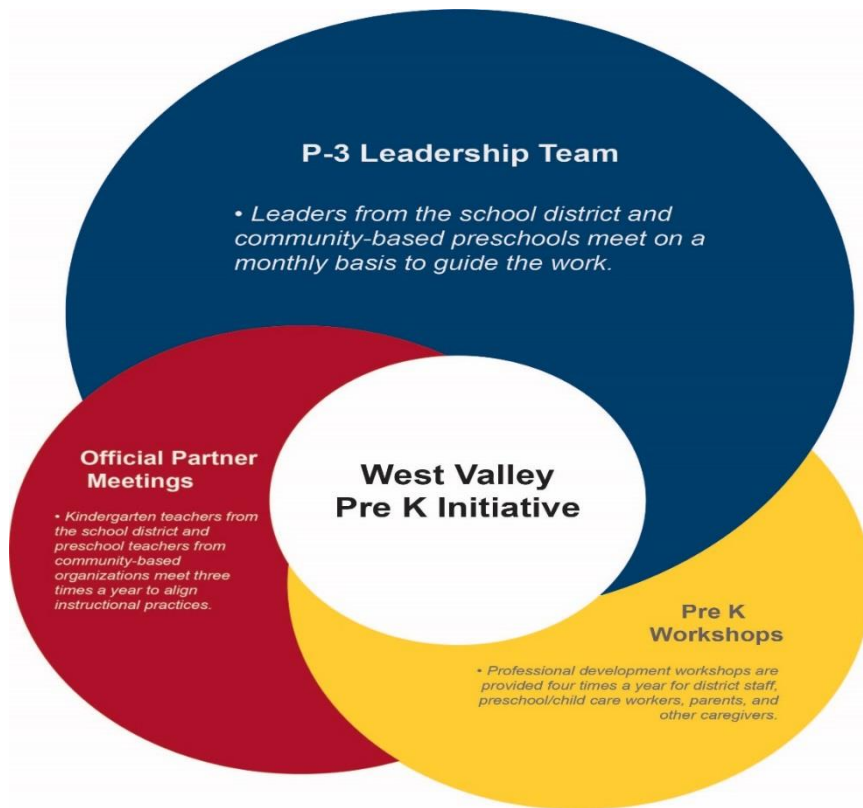 P-3 Leadership Team
• Leaders from the school district and
community-based preschools meet on a
monthly basis to guide the work.
Official Partner
Meetings
• Kindergarten teachers from
the school district and
preschool teachers from
community-based
organizations meet three
times a year to align
instructional practices.
West Valley
Pre K Initiative
Pre K
Workshops
• Professional development workshops are
provided four times a year for district staff,
preschool/child care workers, parents, and
other caregivers.